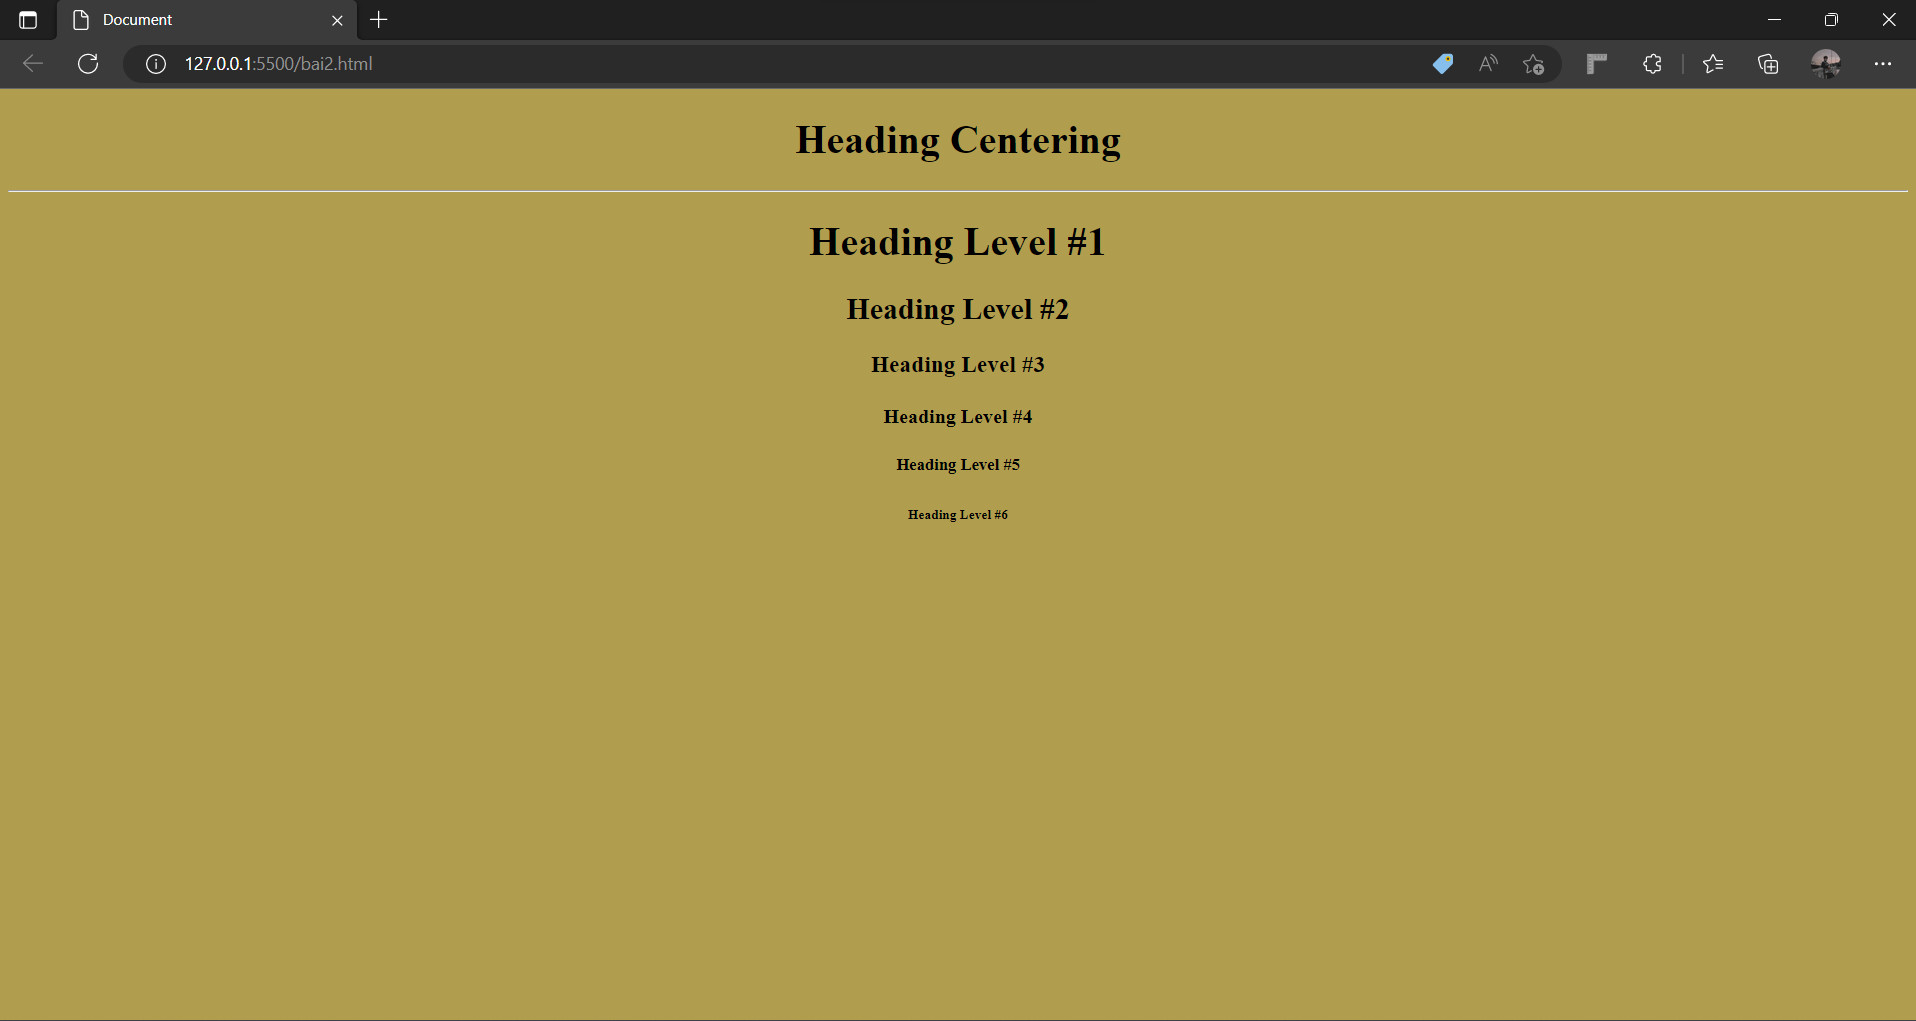 Document
127.0.0.1:5500/bai2.html
Heading Centering
Heading Level #1
Heading Level #2
Heading Level #3
Heading Level #4
Heading Level #5
Heading Level #6